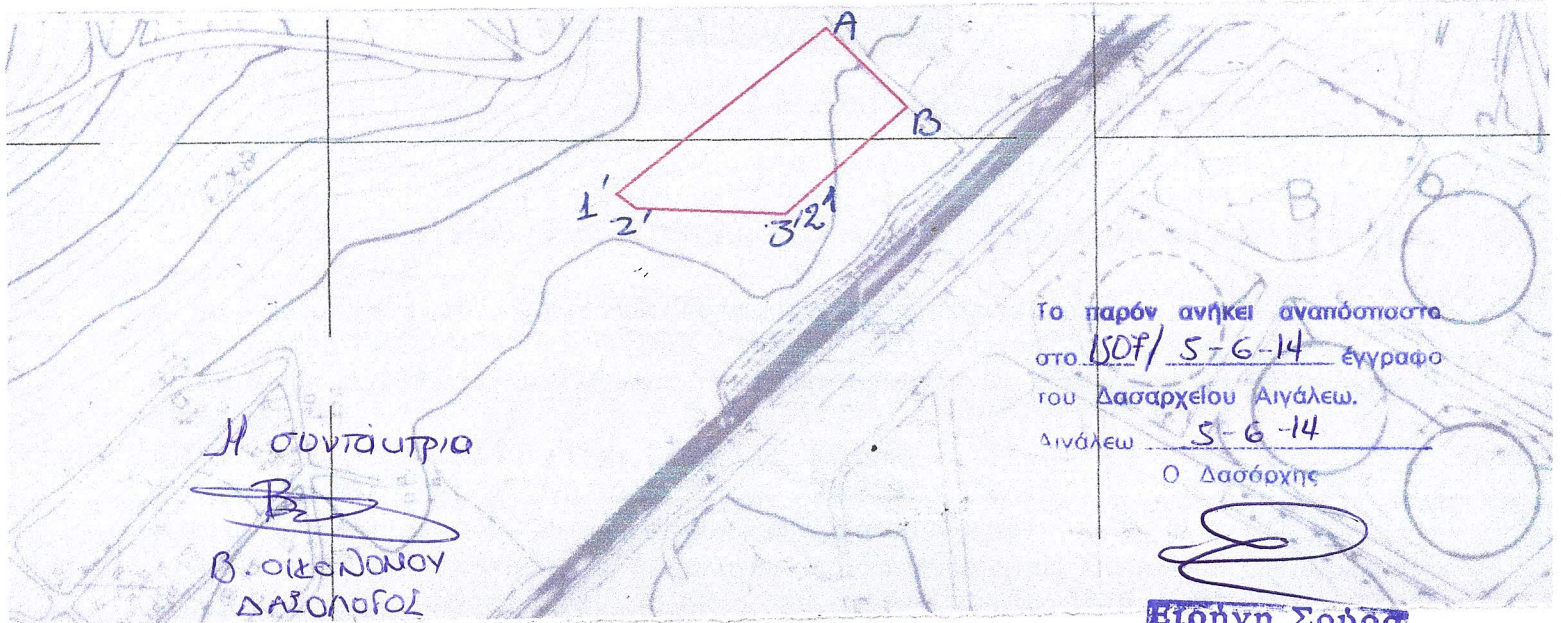 A
B
1'
2'
3'2'
B
Το παρόν ανήκει αναπόσπαστα
στο 1507/ 5-6-14 έγγραφο
του Δασαρχείου Αιγάλεω.
Αιγάλεω 5-6-14
Ο Δασάρχης
Η συντάκτρια
Β. ΟΙΚΟΝΟΜΟΥ
ΔΑΣΟΛΟΓΟΣ
Ειρήνη